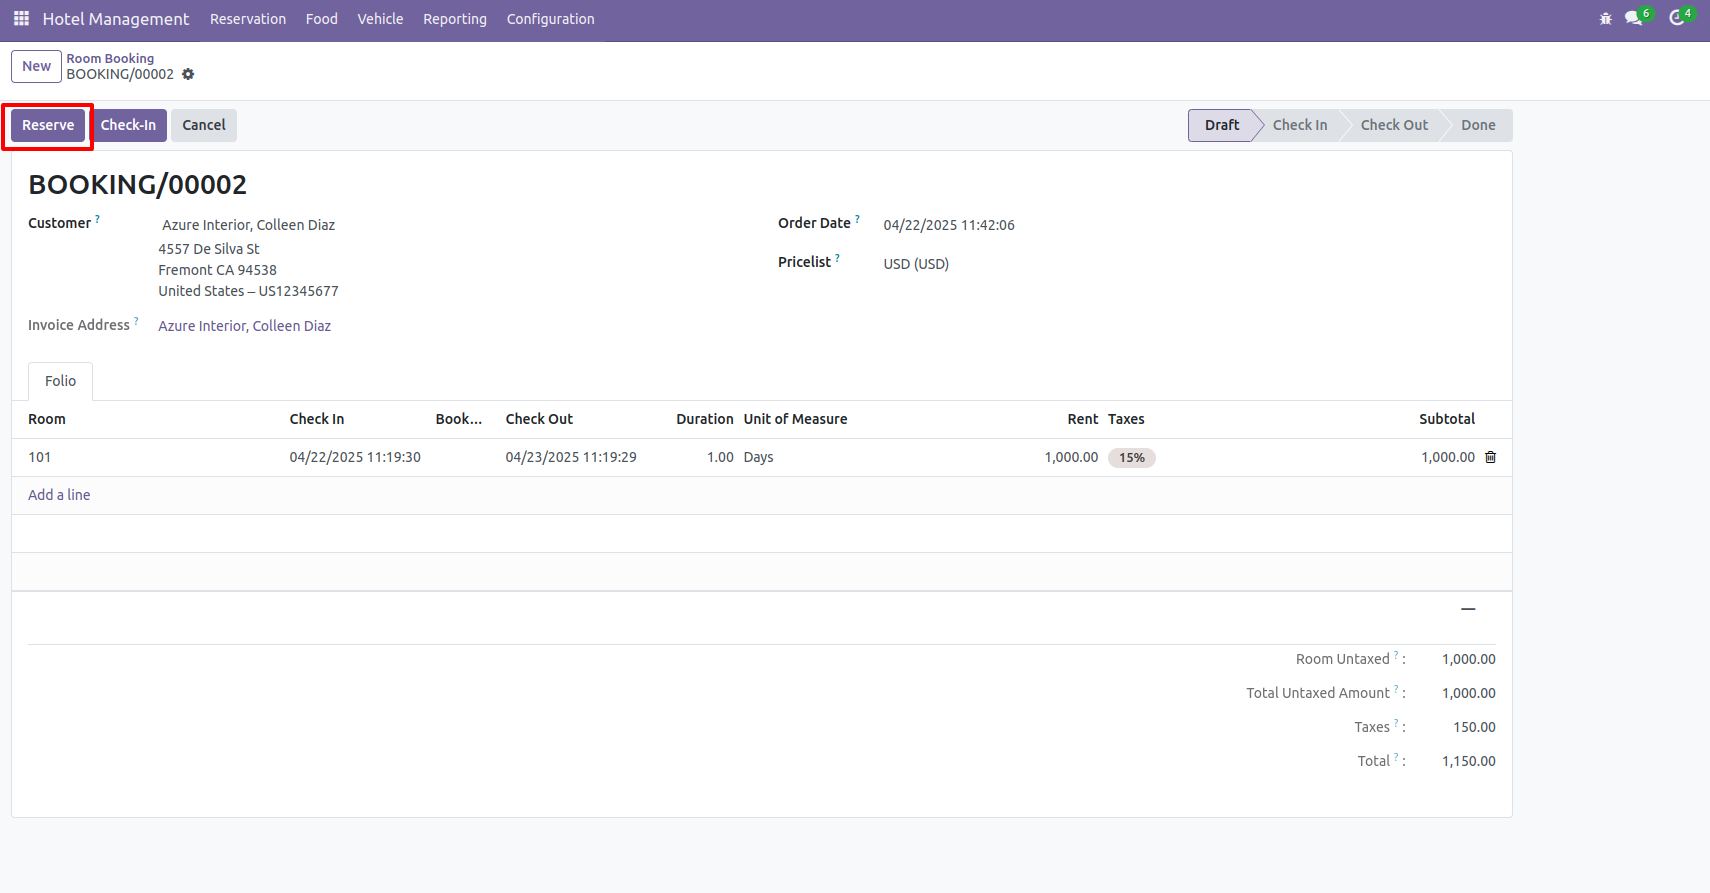 Hotel Management Reservation Food Vehicle Reporting Configuration 6 4
New Room Booking
BOOKING/00002
Reserve Check-In Cancel Draft Check In Check Out Done
BOOKING/00002
Customer ? Azure Interior, Colleen Diaz Order Date ? 04/22/2025 11:42:06
4557 De Silva St
Fremont CA 94538 Pricelist ? USD (USD)
United States – US12345677
Invoice Address ? Azure Interior, Colleen Diaz
Folio
Room Check In Book... Check Out Duration Unit of Measure Rent Taxes Subtotal
101 04/22/2025 11:19:30 04/23/2025 11:19:29 1.00 Days 1,000.00 15% 1,000.00
Add a line
Room Untaxed ? : 1,000.00
Total Untaxed Amount ? : 1,000.00
Taxes ? : 150.00
Total ? : 1,150.00